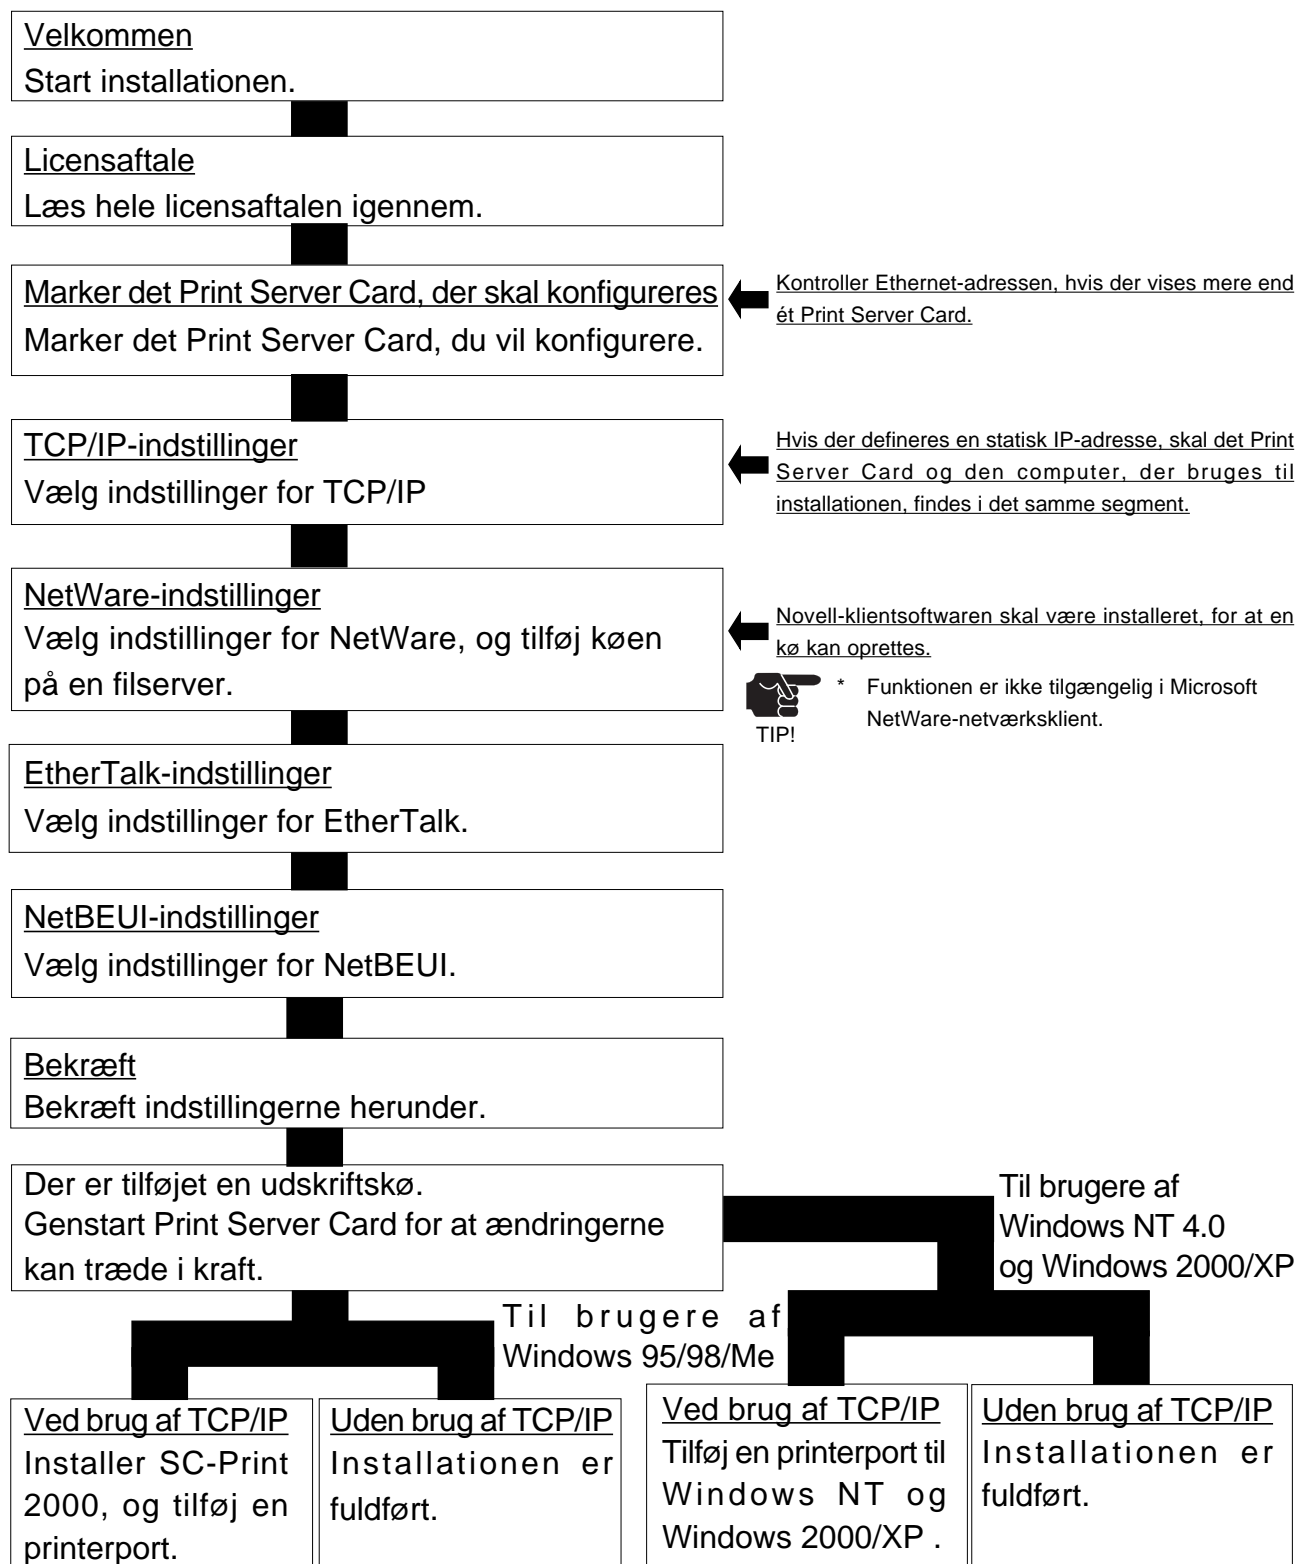 Velkommen
Start installationen.
Licensaftale
Læs hele licensaftalen igennem.
Marker det Print Server Card, der skal konfigureres
Marker det Print Server Card, du vil konfigurere.
Kontroller Ethernet-adressen, hvis der vises mere end
ét Print Server Card.
TCP/IP-indstillinger
Vælg indstillinger for TCP/IP
Hvis der defineres en statisk IP-adresse, skal det Print
Server Card og den computer, der bruges til
installationen, findes i det samme segment.
NetWare-indstillinger
Vælg indstillinger for NetWare, og tilføj køen
på en filserver.
Novell-klientsoftwaren skal være installeret, for at en
kø kan oprettes.
TIP!
* Funktionen er ikke tilgængelig i Microsoft
NetWare-netværksklient.
EtherTalk-indstillinger
Vælg indstillinger for EtherTalk.
NetBEUI-indstillinger
Vælg indstillinger for NetBEUI.
Bekræft
Bekræft indstillingerne herunder.
Der er tilføjet en udskriftskø.
Genstart Print Server Card for at ændringerne
kan træde i kraft.
Til brugere af
Windows NT 4.0
og Windows 2000/XP
Til brugere af
Windows 95/98/Me
Ved brug af TCP/IP
Installer SC-Print
2000, og tilføj en
printerport.
Uden brug af TCP/IP
Installationen er
fuldført.
Ved brug af TCP/IP
Tilføj en printerport til
Windows NT og
Windows 2000/XP .
Uden brug af TCP/IP
Installationen er
fuldført.